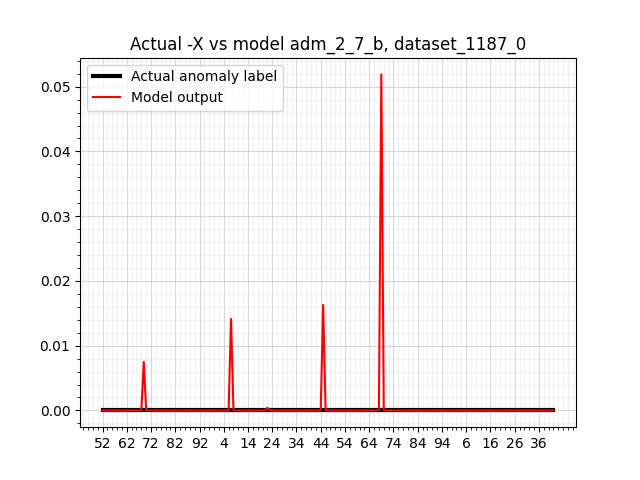 Actual -X vs model adm_2_7_b, dataset_1187_0
Actual anomaly label
Model output
0.05
0.04
0.03
0.02
0.01
0.00
52 62 72 82 92 4 14 24 34 44 54 64 74 84 94 6 16 26 36